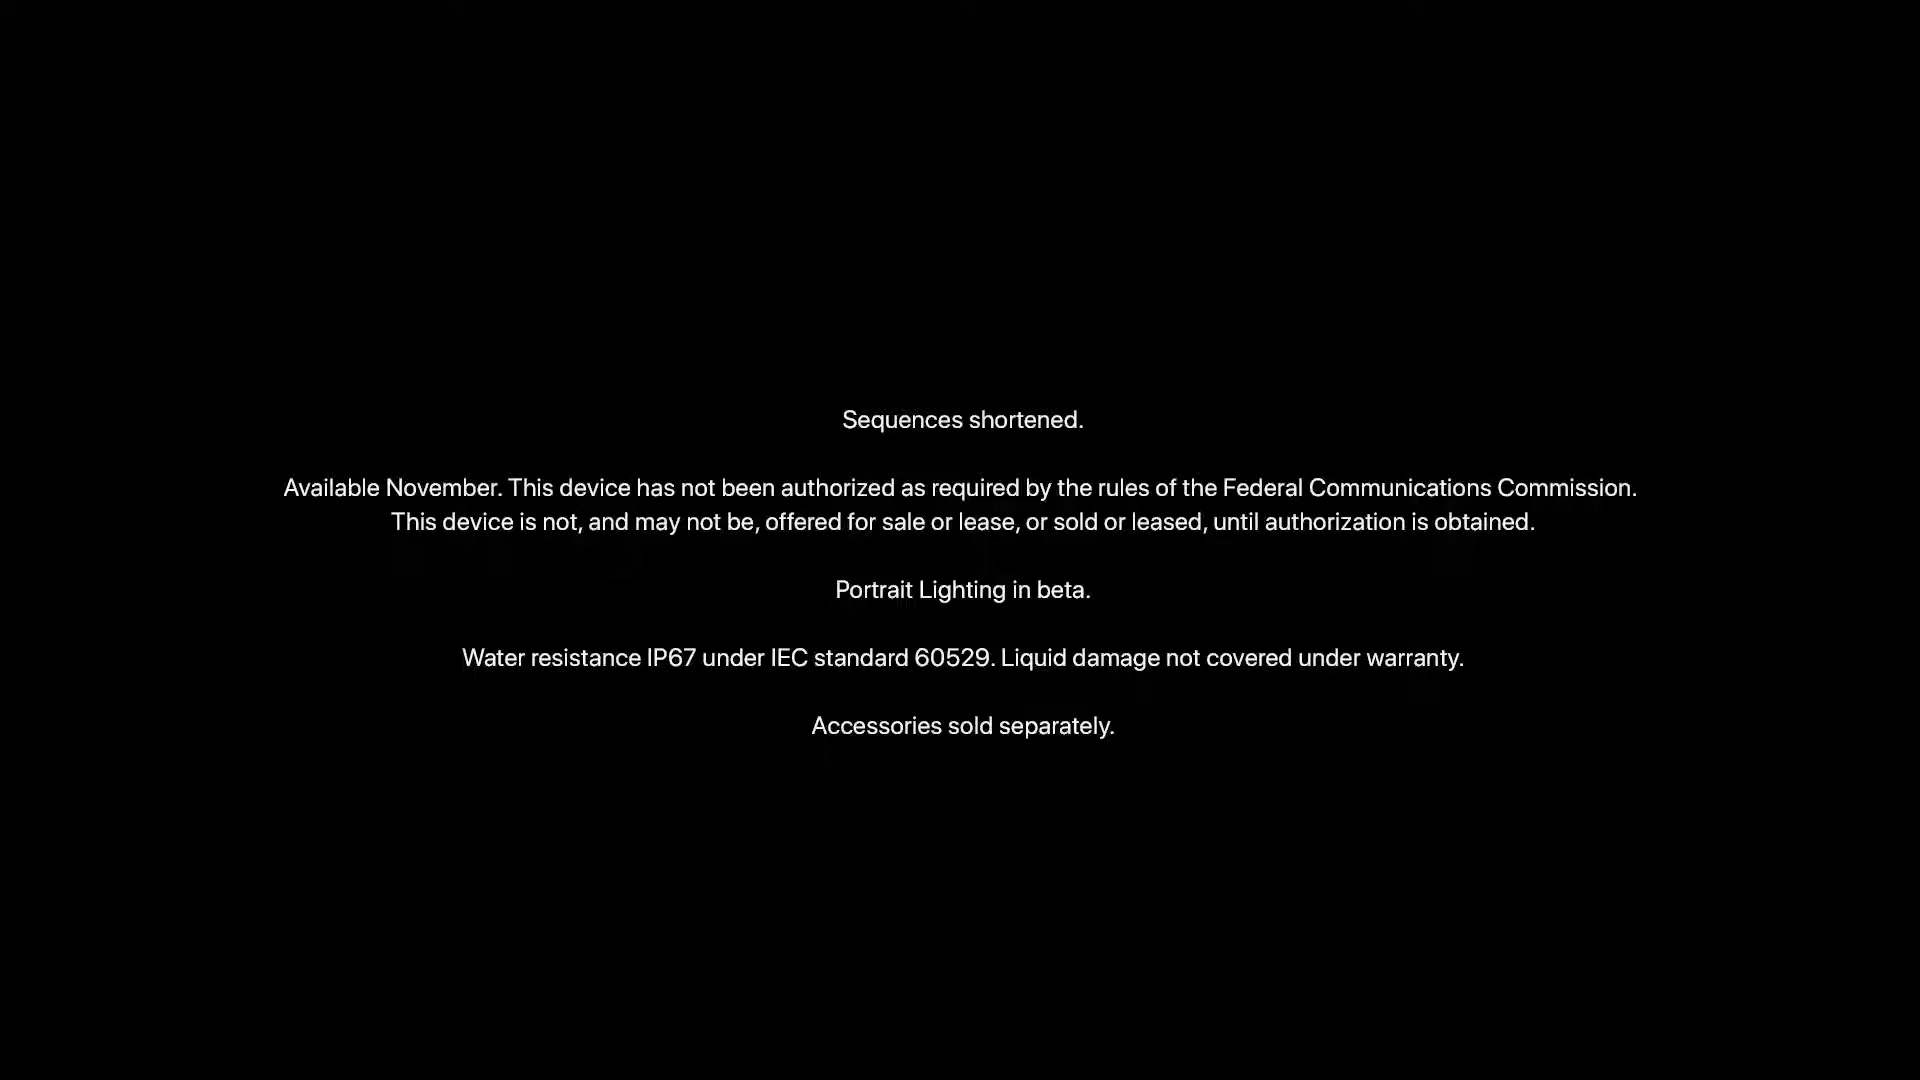 Sequences shortened.
Available November. This device has not been authorized as required by the rules of the Federal Communications Commission.
This device is not, and may not be, offered for sale or lease, or sold or leased, until authorization is obtained.
Portrait Lighting in beta.
Water resistance IP67 under IEC standard 60529. Liquid damage not covered under warranty.
Accessories sold separately.